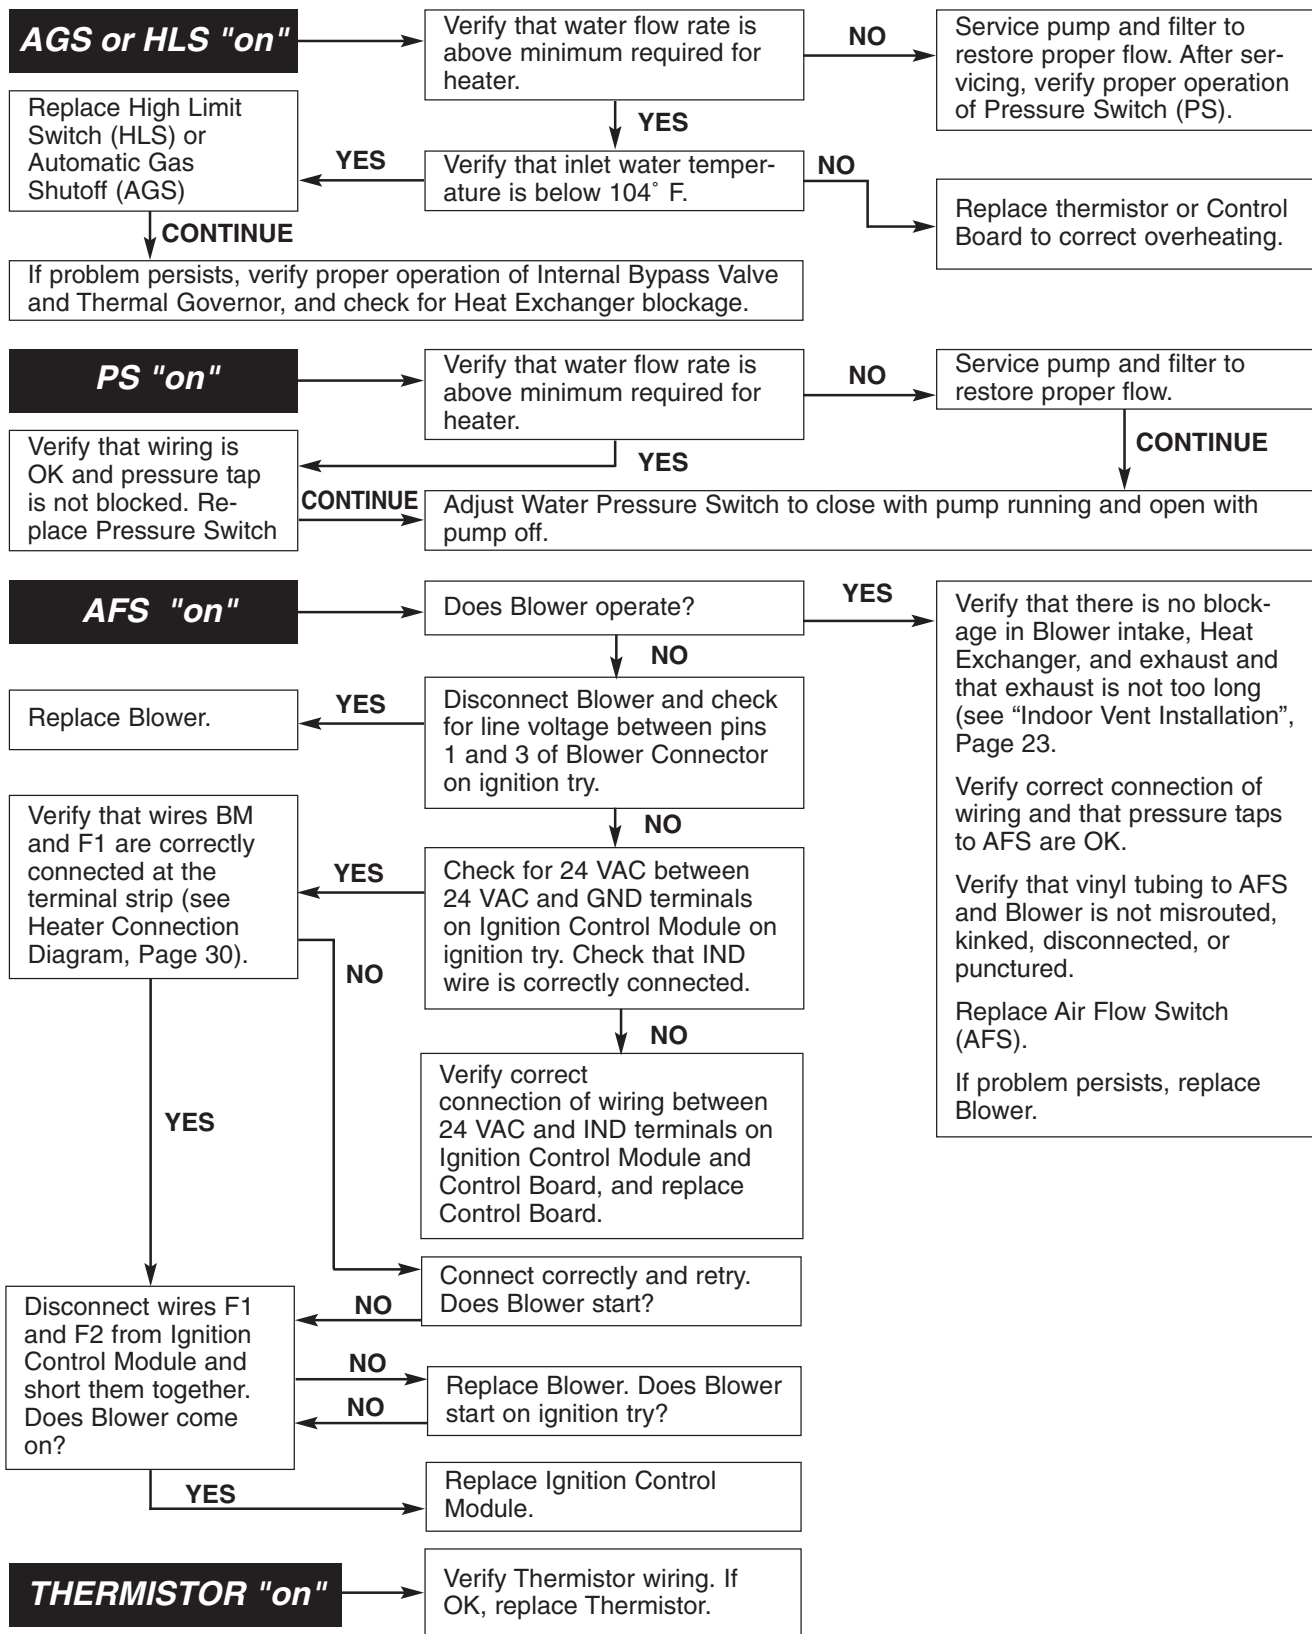 AGS or HLS "on"
Verify that water flow rate is
above minimum required for
heater.
NO
Service pump and filter to
restore proper flow. After ser-
vicing, verify proper operation
of Pressure Switch (PS).
YES
Replace High Limit
Switch (HLS) or
Automatic Gas
Shutoff (AGS)
YES
Verify that inlet water temper-
ature is below 104˚ F.
NO
Replace thermistor or Control
Board to correct overheating.
CONTINUE
If problem persists, verify proper operation of Internal Bypass Valve
and Thermal Governor, and check for Heat Exchanger blockage.
PS "on"
Verify that water flow rate is
above minimum required for
heater.
NO
Service pump and filter to
restore proper flow.
YES
CONTINUE
Verify that wiring is
OK and pressure tap
is not blocked. Re-
place Pressure Switch
CONTINUE
Adjust Water Pressure Switch to close with pump running and open with
pump off.
AFS "on"
Does Blower operate?
YES
Verify that there is no block-
age in Blower intake, Heat
Exchanger, and exhaust and
that exhaust is not too long
(see “Indoor Vent Installation”,
Page 23.
Verify correct connection of
wiring and that pressure taps
to AFS are OK.
Verify that vinyl tubing to AFS
and Blower is not misrouted,
kinked, disconnected, or
punctured.
Replace Air Flow Switch
(AFS).
If problem persists, replace
Blower.
NO
Replace Blower.
YES
Disconnect Blower and check
for line voltage between pins
1 and 3 of Blower Connector
on ignition try.
NO
Verify that wires BM
and F1 are correctly
connected at the
terminal strip (see
Heater Connection
Diagram, Page 30).
YES
Check for 24 VAC between
24 VAC and GND terminals
on Ignition Control Module on
ignition try. Check that IND
wire is correctly connected.
NO
NO
Verify correct
connection of wiring between
24 VAC and IND terminals on
Ignition Control Module and
Control Board, and replace
Control Board.
YES
Connect correctly and retry.
Does Blower start?
NO
Disconnect wires F1
and F2 from Ignition
Control Module and
short them together.
Does Blower come
on?
NO
Replace Blower. Does Blower
start on ignition try?
NO
YES
Replace Ignition Control
Module.
THERMISTOR "on"
Verify Thermistor wiring. If
OK, replace Thermistor.